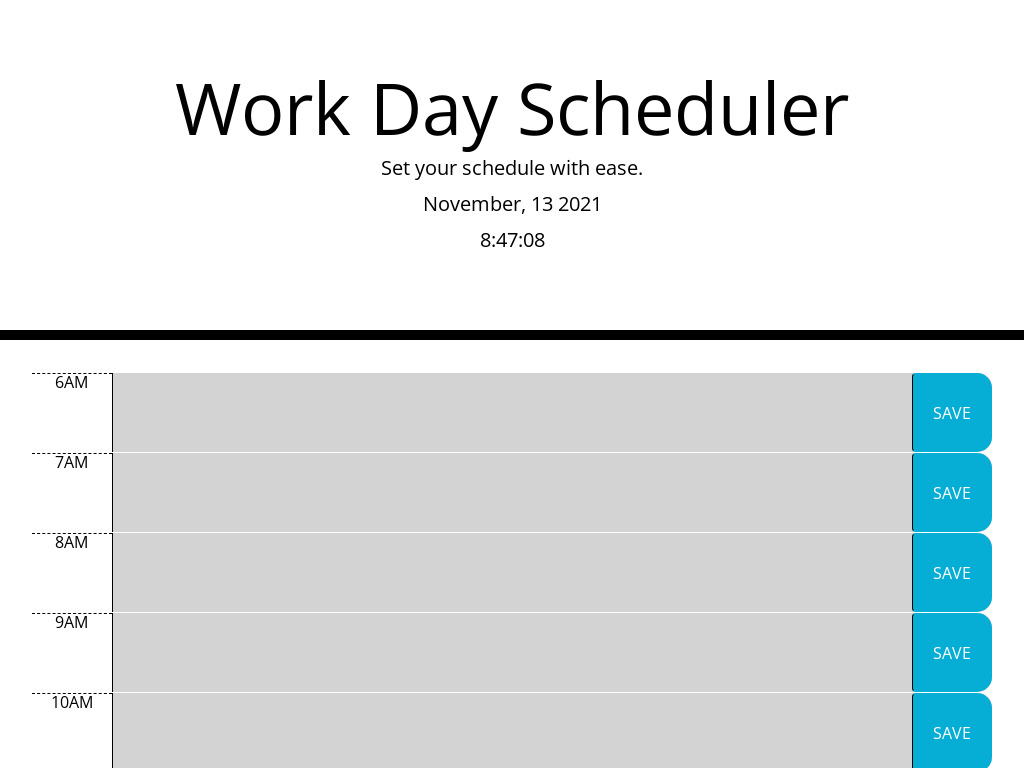 Work Day Scheduler
Set your schedule with ease.
November, 13 2021
8:47:08
6AM
SAVE
7AM
SAVE
8AM
SAVE
9AM
SAVE
10AM
SAVE